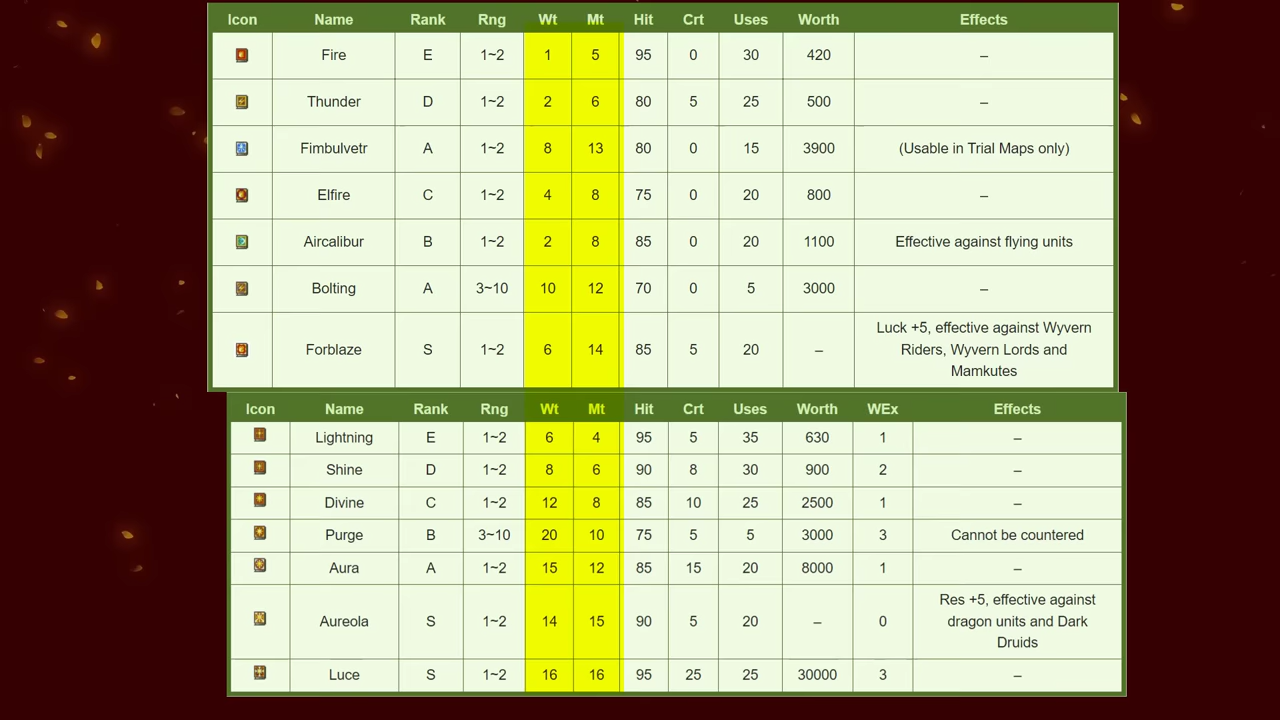 Icon Name Rank Rng Wt Mt Hit Crt Uses Worth Effects
Fire E 1~2 1 5 95 0 30 420 –
Thunder D 1~2 2 6 80 5 25 500 –
Fimbulvetr A 1~2 8 13 80 0 15 3900 (Usable in Trial Maps only)
Elfire C 1~2 4 8 75 0 20 800 –
Aircalibur B 1~2 2 8 85 0 20 1100 Effective against flying units
Bolting A 3~10 10 12 70 0 5 3000 –
Forblaze S 1~2 6 14 85 5 20 – Luck +5, effective against Wyvern
Riders, Wyvern Lords and
Mamkutes
Icon Name Rank Rng Wt Mt Hit Crt Uses Worth WEx Effects
Lightning E 1~2 6 4 95 5 35 630 1 –
Shine D 1~2 8 6 90 8 30 900 2 –
Divine C 1~2 12 8 85 10 25 2500 1 –
Purge B 3~10 20 10 75 5 5 3000 3 Cannot be countered
Aura A 1~2 15 12 85 15 20 8000 1 –
Aureola S 1~2 14 15 90 5 20 – 0 Res +5, effective against
dragon units and Dark
Druids
Luce S 1~2 16 16 95 25 25 30000 3 –